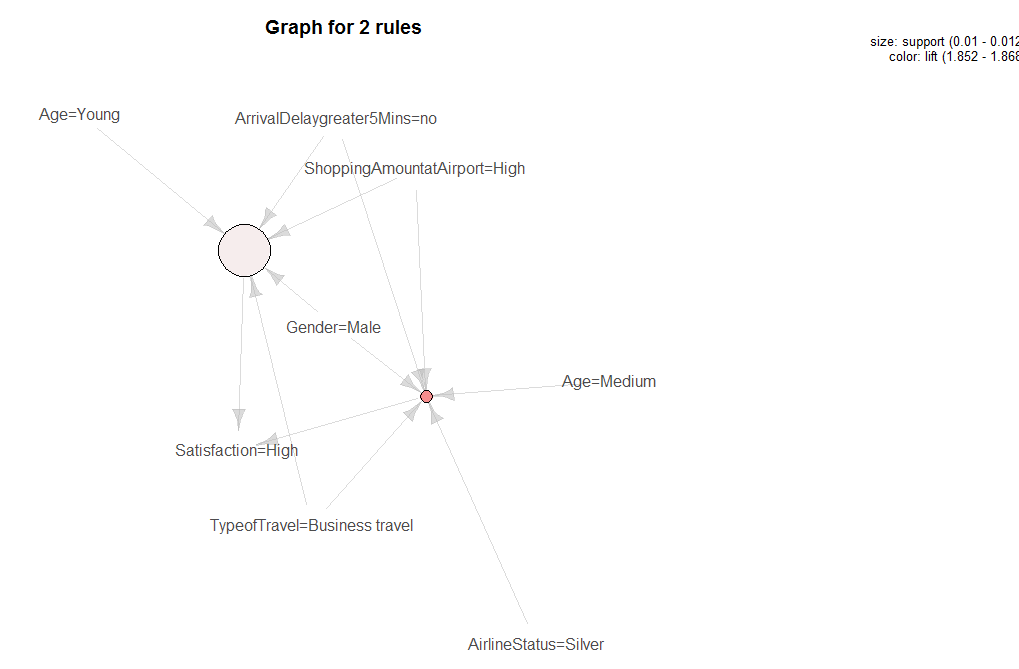 Graph for 2 rules
size: support (0.01 - 0.012
color: lift (1.852 - 1.868
Age=Young
ArrivalDelaygreater5Mins=no
ShoppingAmountatAirport=High
Gender=Male
Age=Medium
Satisfaction=High
TypeofTravel=Business travel
AirlineStatus=Silver